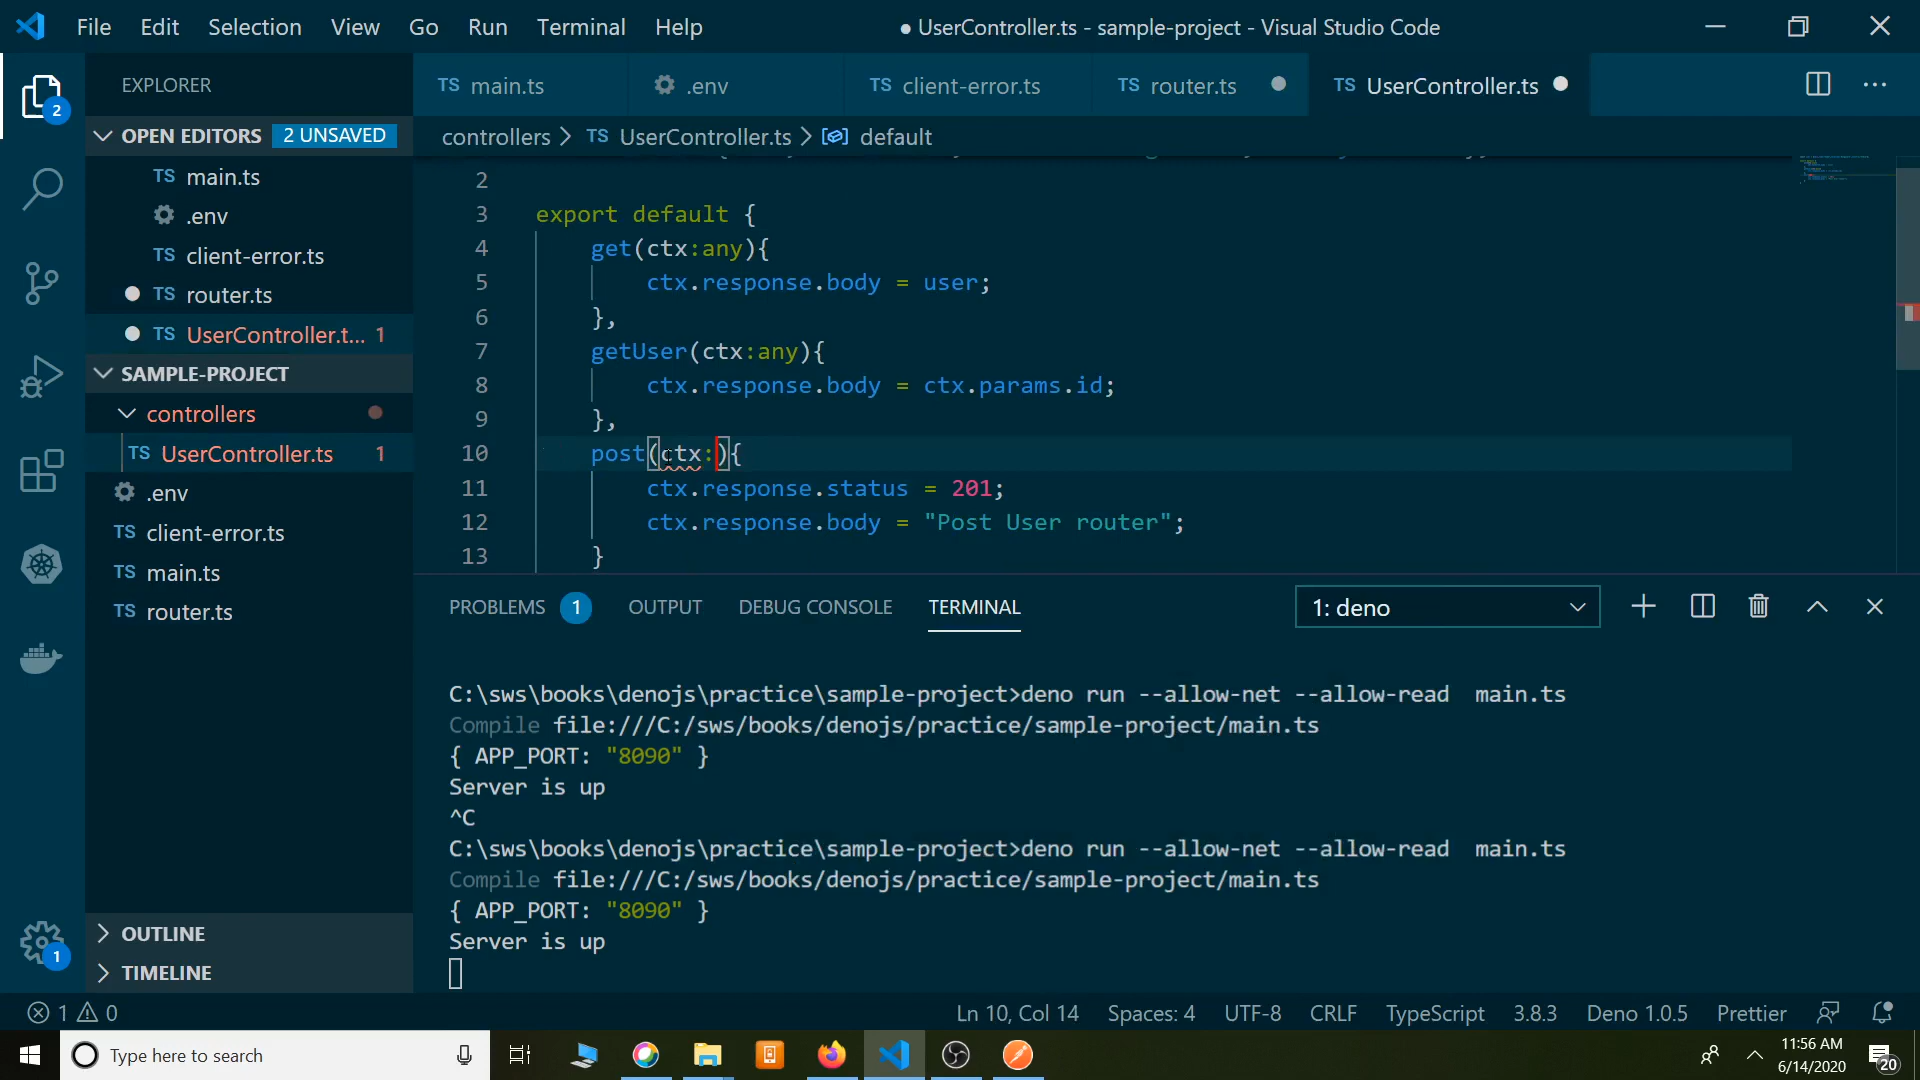 File Edit Selection View Go Run Terminal Help
● UserController.ts - sample-project - Visual Studio Code
EXPLORER
TS main.ts
.env
TS client-error.ts
TS router.ts
TS UserController.ts
OPEN EDITORS 2 UNSAVED
controllers > TS UserController.ts > default
TS main.ts
.env
TS client-error.ts
TS router.ts
TS UserController.t... 1
SAMPLE-PROJECT
controllers
TS UserController.ts 1
.env
TS client-error.ts
TS main.ts
TS router.ts
OUTLINE
TIMELINE
2
1
2
3 export default {
4 get(ctx:any){
5 ctx.response.body = user;
6 },
7 getUser(ctx:any){
8 ctx.response.body = ctx.params.id;
9 },
10 post(ctx:){
11 ctx.response.status = 201;
12 ctx.response.body = "Post User router";
13 }
PROBLEMS 1 OUTPUT DEBUG CONSOLE TERMINAL
1: deno
C:\sws\books\denojs\practice\sample-project>deno run --allow-net --allow-read  main.ts
Compile file:///C:/sws/books/denojs/practice/sample-project/main.ts
{ APP_PORT: "8090" }
Server is up
^C
C:\sws\books\denojs\practice\sample-project>deno run --allow-net --allow-read  main.ts
Compile file:///C:/sws/books/denojs/practice/sample-project/main.ts
{ APP_PORT: "8090" }
Server is up
1 0
Ln 10, Col 14 Spaces: 4 UTF-8 CRLF TypeScript 3.8.3 Deno 1.0.5 Prettier
Type here to search
11:56 AM
6/14/2020
20